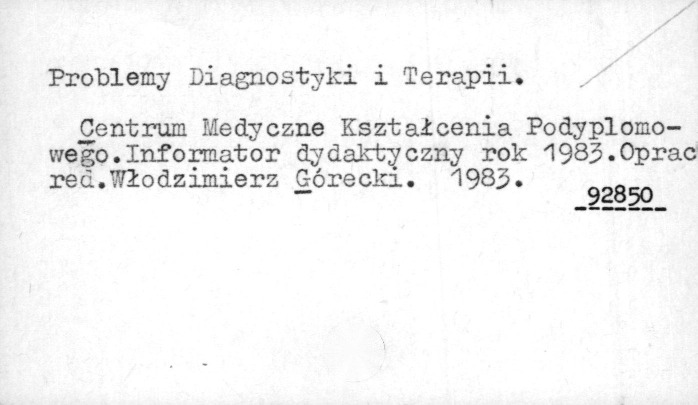 Problemy Diagnostyki i Terapii.
Centrum Medyczne Kształcenia Podyplomo-
wego.Informator dydaktyczny rok 1983.Oprac
red.Włodzimierz Górecki. 1983.
92850